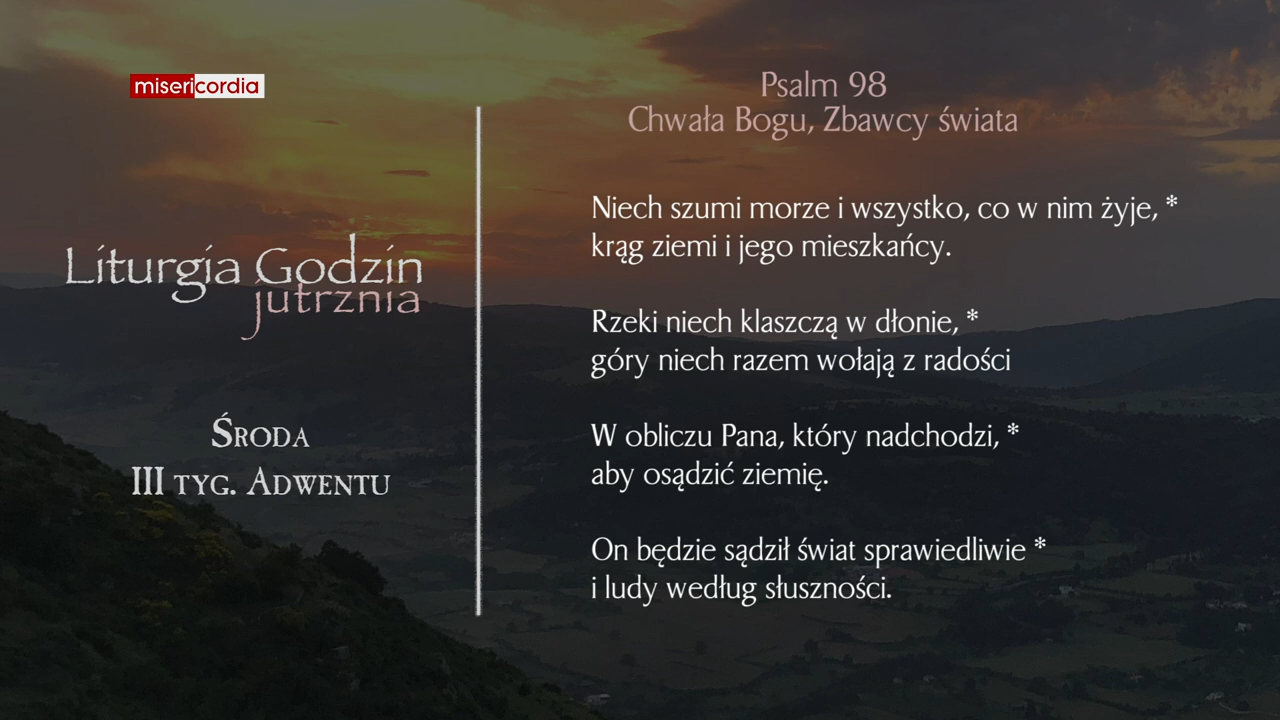 misericordia
Liturgia Godzin
jutrznia
Środa
III tyg. Adwentu
Psalm 98
Chwała Bogu, Zbawcy świata
Niech szumi morze i wszystko, co w nim żyje, *
krąg ziemi i jego mieszkańcy.
Rzeki niech klaszczą w dłonie, *
góry niech razem wołają z radości
W obliczu Pana, który nadchodzi, *
aby osądzić ziemię.
On będzie sądził świat sprawiedliwie *
i ludy według słuszności.